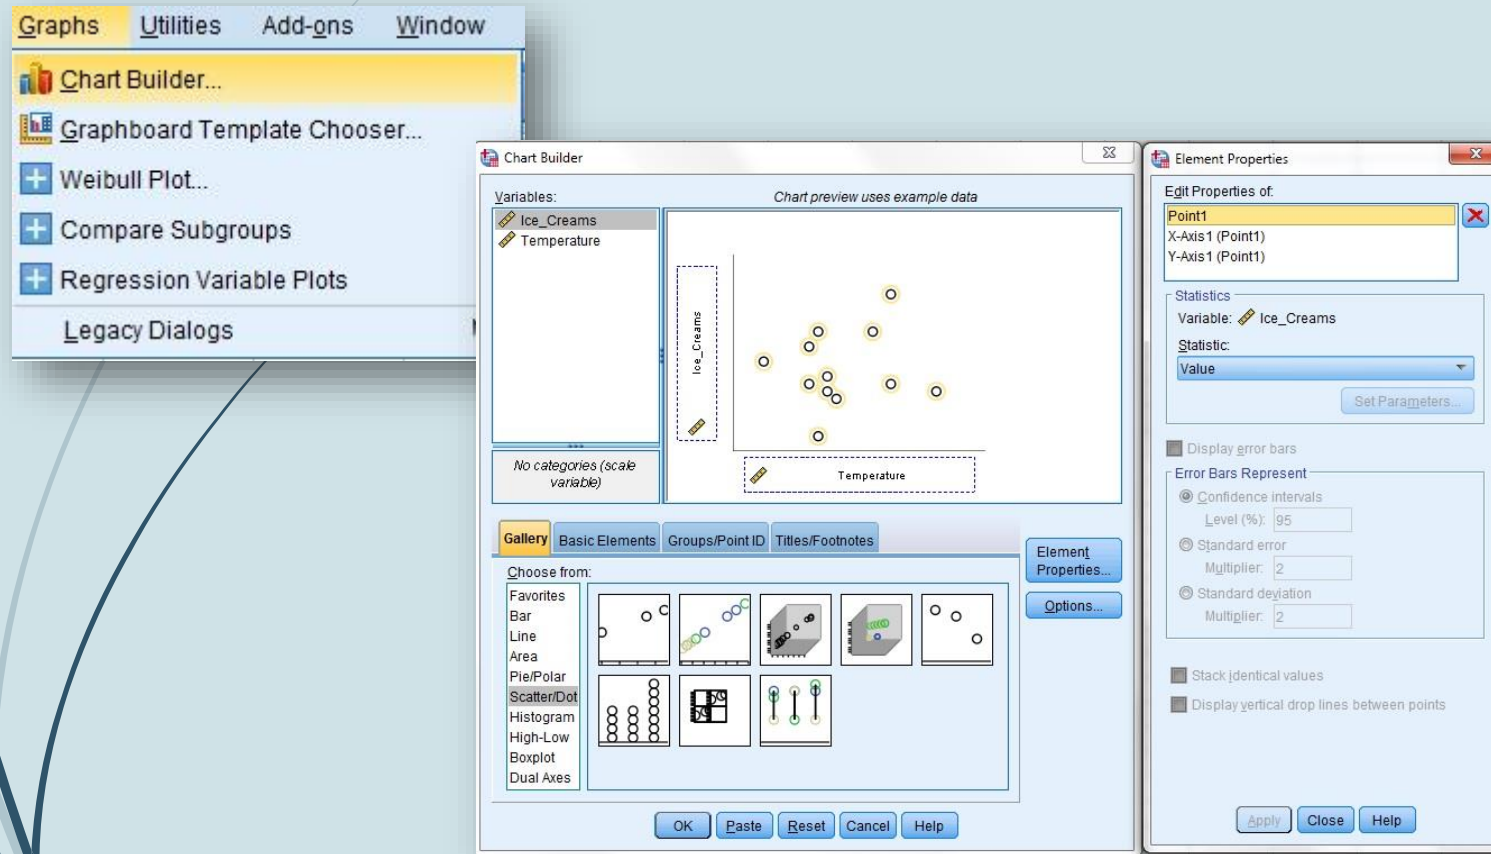 Graphs Utilities Add-ons Window
Chart Builder...
Graphboard Template Chooser...
Weibull Plot...
Compare Subgroups
Regression Variable Plots
Legacy Dialogs
Chart Builder
Variables:
Chart preview uses example data
Ice_Creams
Temperature
No categories (scale
variable)
Ice_Creams
Temperature
Gallery Basic Elements Groups/Point ID Titles/Footnotes
Choose from:
Favorites
Bar
Line
Area
Pie/Polar
Scatter/Dot
Histogram
High-Low
Boxplot
Dual Axes
Element
Properties...
Options...
OK Paste Reset Cancel Help
Element Properties
Edit Properties of:
Point1
X-Axis1 (Point1)
Y-Axis1 (Point1)
Statistics
Variable: Ice_Creams
Statistic:
Value
Set Parameters...
Display error bars
Error Bars Represent
Confidence intervals
Level (%): 95
Standard error
Multiplier: 2
Standard deviation
Multiplier: 2
Stack identical values
Display vertical drop lines between points
Apply Close Help